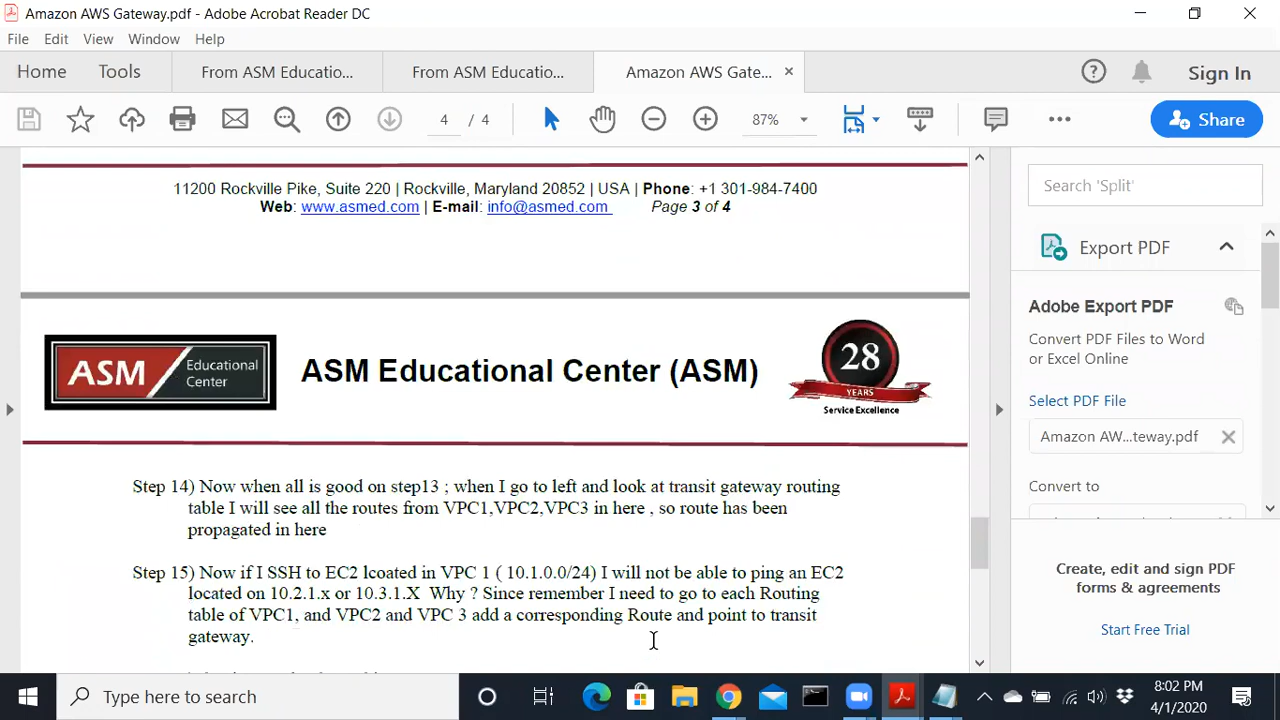 Amazon AWS Gateway.pdf - Adobe Acrobat Reader DC
File Edit View Window Help
Home Tools From ASM Educatio... From ASM Educatio... Amazon AWS Gate... Sign In
4 / 4 87% Share
11200 Rockville Pike, Suite 220 | Rockville, Maryland 20852 | USA | Phone: +1 301-984-7400
Web: www.asmed.com | E-mail: info@asmed.com Page 3 of 4
ASM Educational Center
ASM Educational Center (ASM)
28 YEARS Service Excellence
Step 14) Now when all is good on step13 ; when I go to left and look at transit gateway routing
table I will see all the routes from VPC1,VPC2,VPC3 in here , so route has been
propagated in here
Step 15) Now if I SSH to EC2 lcoated in VPC 1 ( 10.1.0.0/24) I will not be able to ping an EC2
located on 10.2.1.x or 10.3.1.X Why ? Since remember I need to go to each Routing
table of VPC1, and VPC2 and VPC 3 add a corresponding Route and point to transit
gateway.
Search 'Split'
Export PDF
Adobe Export PDF
Convert PDF Files to Word
or Excel Online
Select PDF File
Amazon AW...teway.pdf
Convert to
Create, edit and sign PDF
forms & agreements
Start Free Trial
Type here to search
8:02 PM
4/1/2020